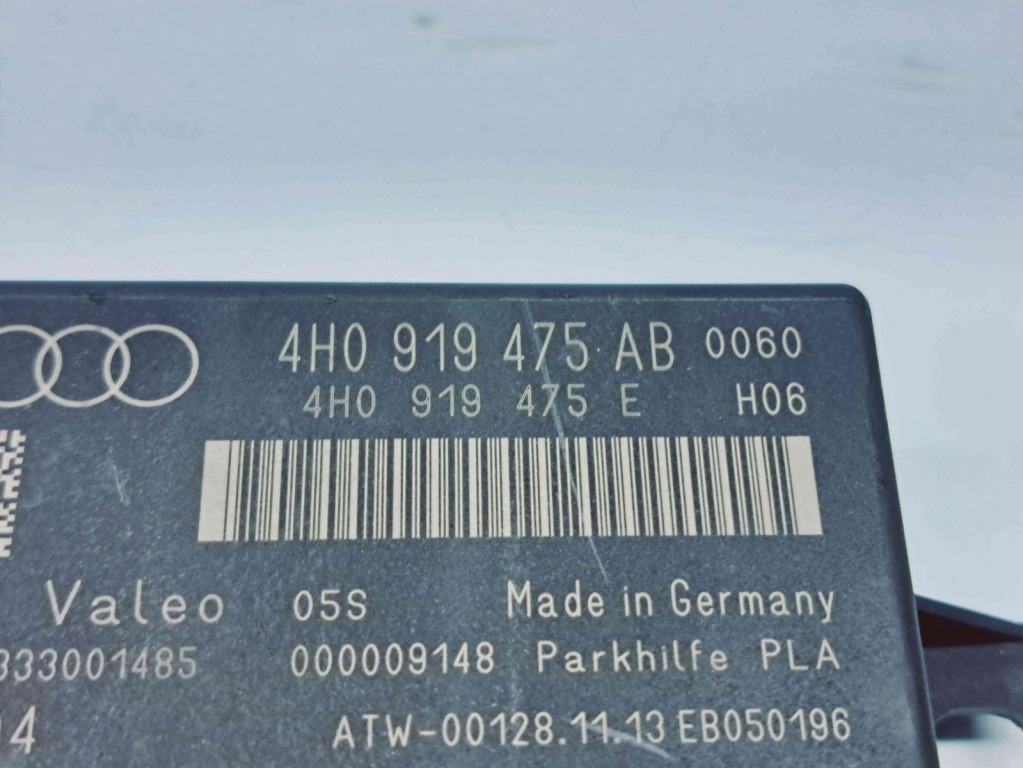 4H0 919 475 AB 0060
4H0 919 475 E H06
Valeo 05S Made in Germany
333001485 000009148 Parkhilfe PLA
04 ATW-00128.11.13 EB050196